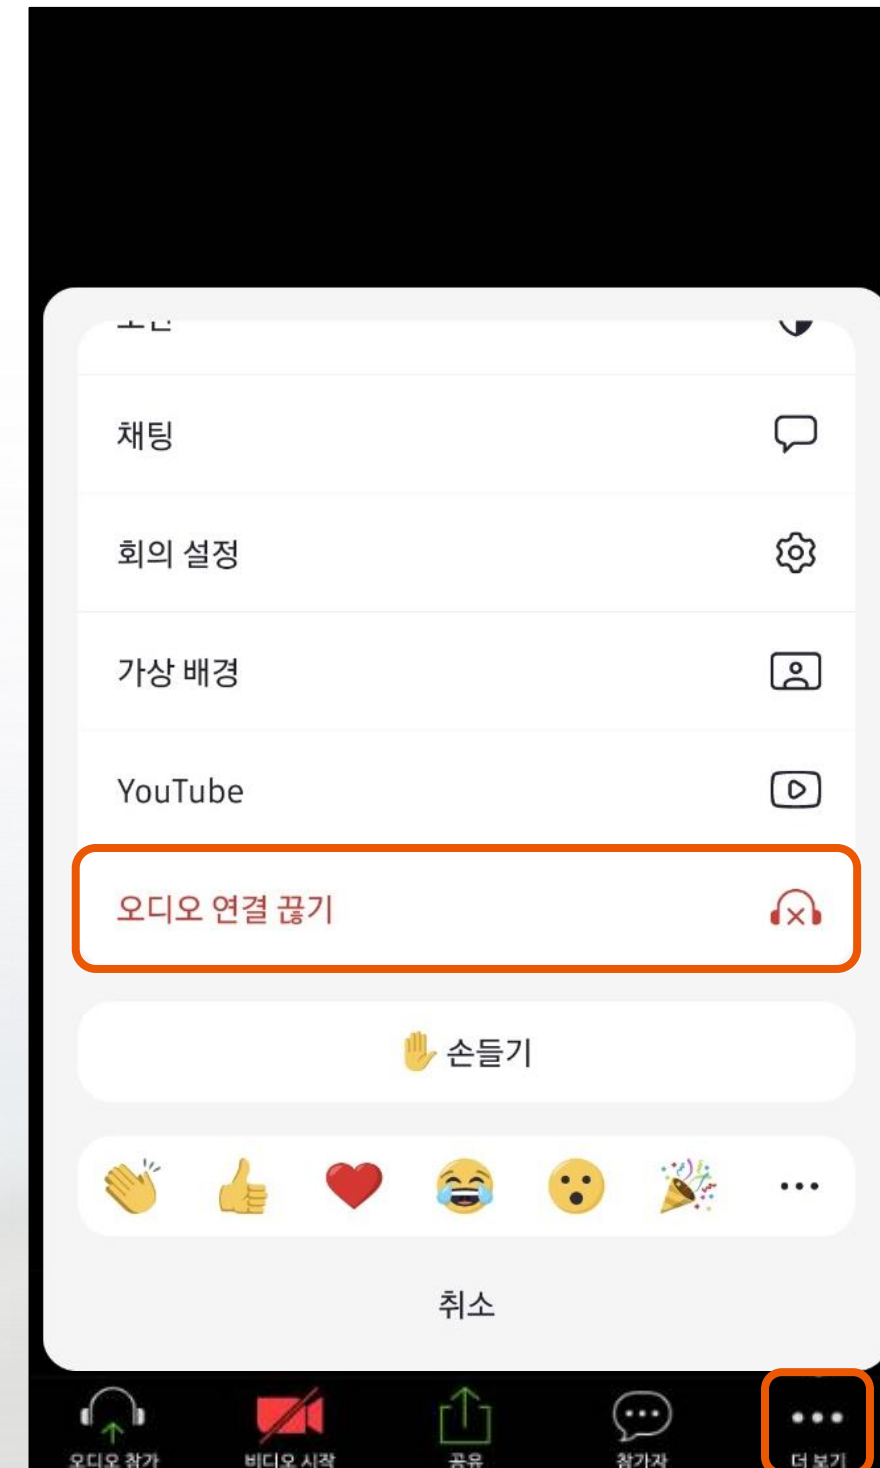 채팅
회의 설정
가상 배경
YouTube
오디오 연결 끊기
손들기
취소
오디오 참가
비디오 시작
공유
참가자
더 보기